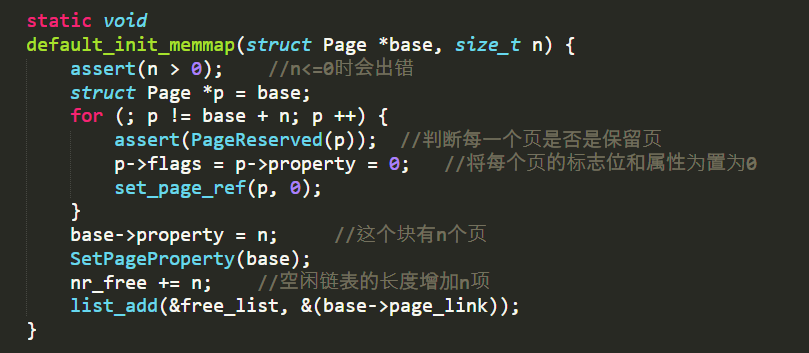 static void
default_init_memmap(struct Page *base, size_t n) {
    assert(n > 0);    //n<=0时会出错
    struct Page *p = base;
    for (; p != base + n; p ++) {
        assert(PageReserved(p));  //判断每一个页是否是保留页
        p->flags = p->property = 0;   //将每个页的标志位和属性为置为0
        set_page_ref(p, 0);
    }
    base->property = n;     //这个块有n个页
    SetPageProperty(base);
    nr_free += n;    //空闲链表的长度增加n项
    list_add(&free_list, &(base->page_link));
}